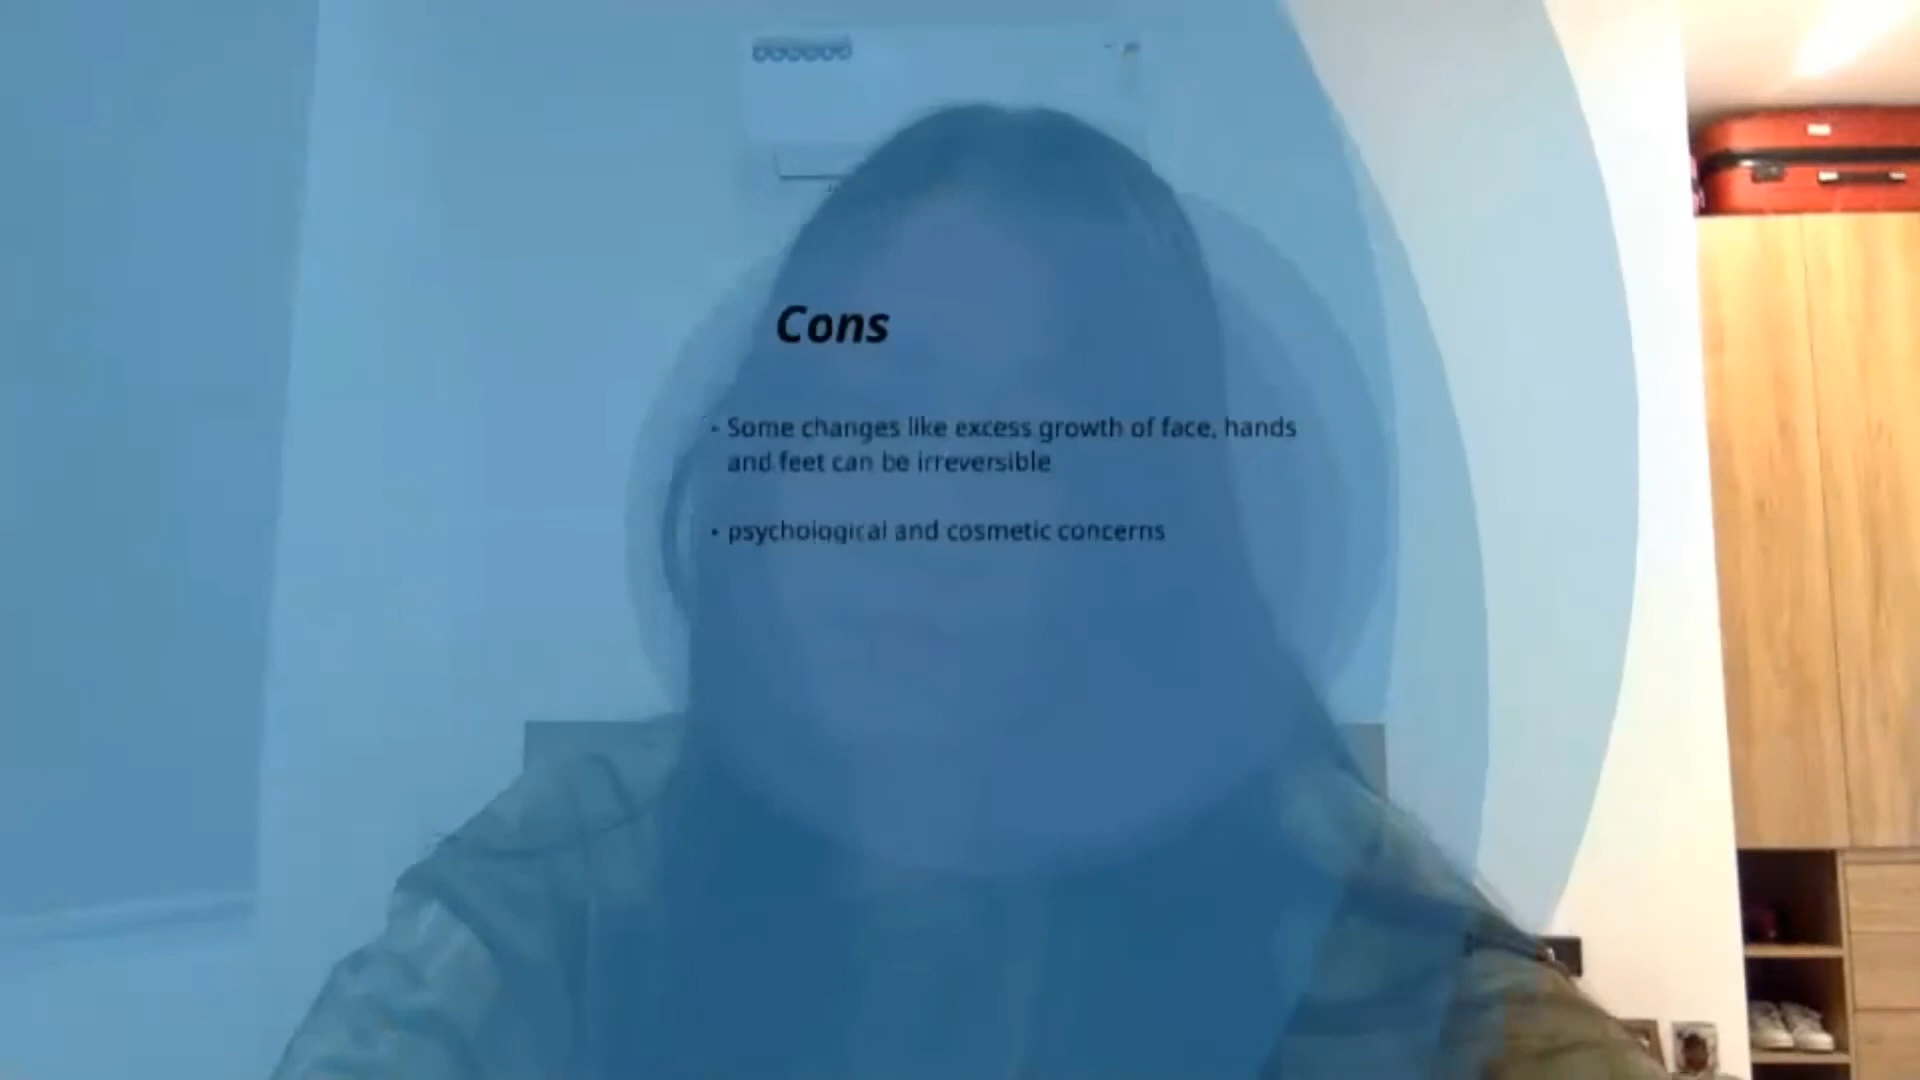 Cons
- Some changes like excess growth of face, hands
and feet can be irreversible
• psychological and cosmetic concerns